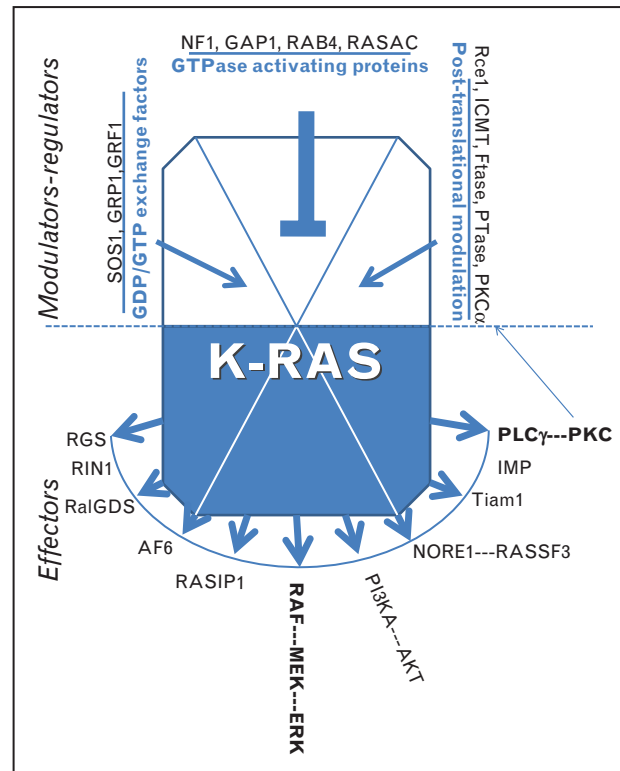 NF1, GAP1, RAB4, RASAC
GTPase activating proteins
Modulators-regulators
SOS1, GRP1,GRF1
GDP/GTP exchange factors
Rce1, ICMT, Ftase, PTase, PKCα
Post-translational modulation
K-RAS
Effectors
RGS
RIN1
RalGDS
AF6
RASIP1
RAF---MEK---ERK
PI3KA---AKT
NORE1---RASSF3
Tiam1
IMP
PLCγ---PKC